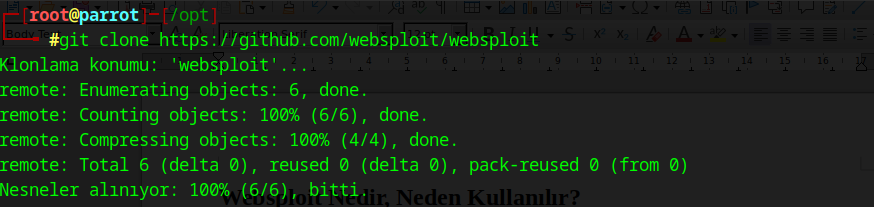 ┌─[root@parrot]─[/opt]
└──╼ #git clone https://github.com/websploit/websploit
Klonlama konumu: 'websploit'...
remote: Enumerating objects: 6, done.
remote: Counting objects: 100% (6/6), done.
remote: Compressing objects: 100% (4/4), done.
remote: Total 6 (delta 0), reused 0 (delta 0), pack-reused 0 (from 0)
Nesneler alınıyor: 100% (6/6), bitti.
Websploit Nedir, Neden Kullanılır?